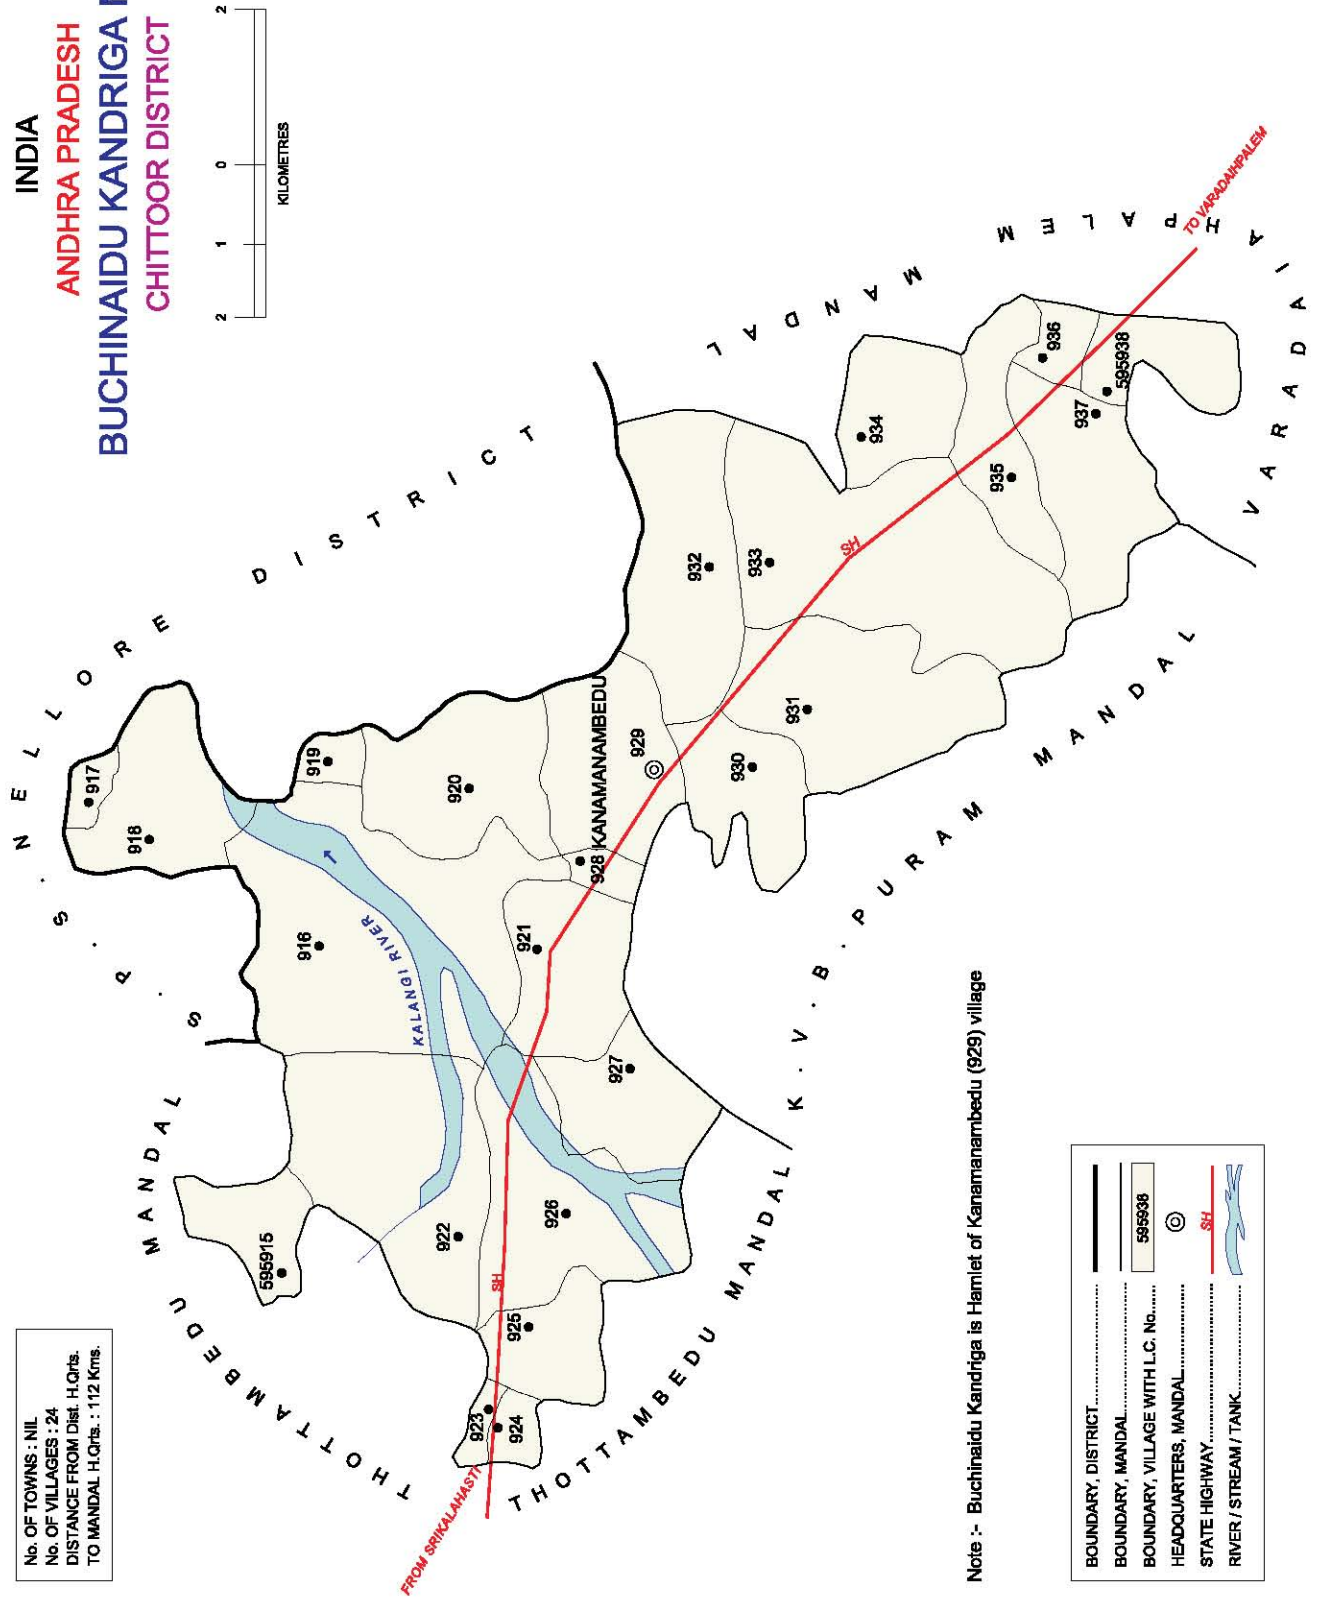 INDIA
ANDHRA PRADESH
BUCHINAIDU KANDRIGA
CHITTOOR DISTRICT
2 1 0 2
KILOMETRES
No. OF TOWNS : NIL
No. OF VILLAGES : 24
DISTANCE FROM Dist. H.Qrts.
TO MANDAL H.Qrts. : 112 Kms.
S . P . S . NELLORE DISTRICT
THOTTAMBEDU MANDAL
THOTTAMBEDU MANDAL
K . V . B . PURAM MANDAL
VARADAIAHPALEM MANDAL
FROM SRIKALAHASTI
TO VARADAIHPALEM
SH
SH
KALANGI RIVER
595915
916
917
918
919
920
921
922
923
924
925
926
927
928 KANAMANAMBEDU
929
930
931
932
933
934
935
936
937
595938
Note :- Buchinaidu Kandriga is Hamlet of Kanamanambedu (929) village
BOUNDARY, DISTRICT
BOUNDARY, MANDAL
BOUNDARY, VILLAGE WITH L.C. No. 595938
HEADQUARTERS, MANDAL
STATE HIGHWAY SH
RIVER / STREAM / TANK